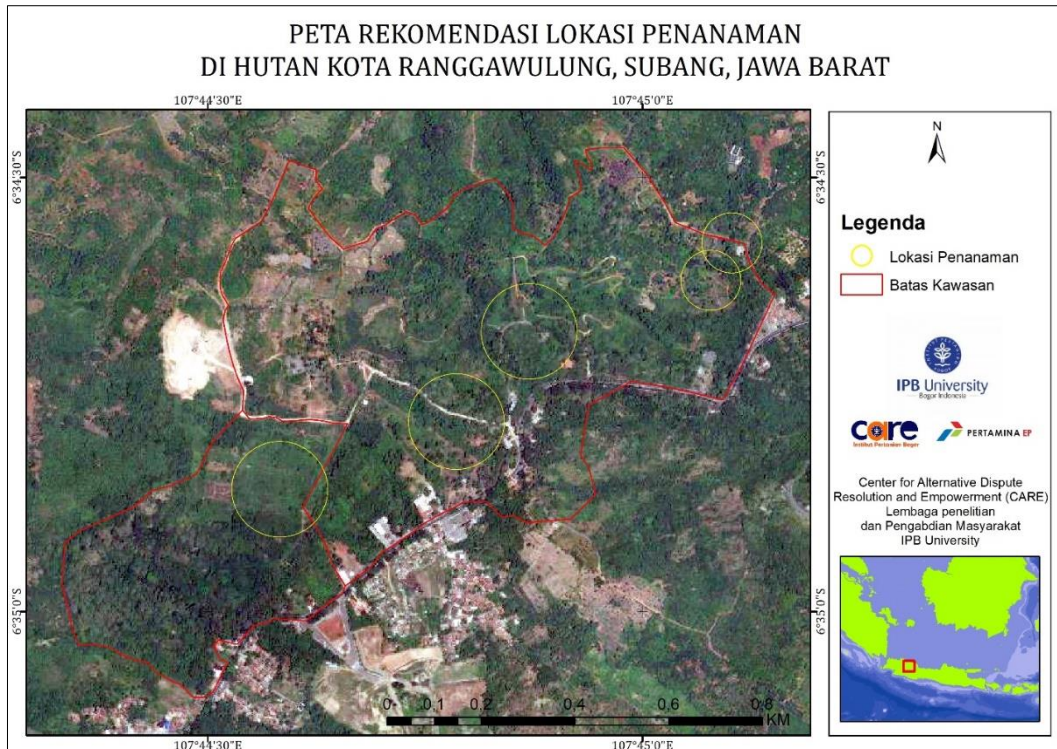 PETA REKOMENDASI LOKASI PENANAMAN
DI HUTAN KOTA RANGGAWULUNG, SUBANG, JAWA BARAT
107°44'30"E
107°45'0"E
6°34'30"S
6°34'30"S
6°35'0"S
6°35'0"S
0 0.1 0.2 0.4 0.6 0.8
KM
107°44'30"E
107°45'0"E
N
Legenda
Lokasi Penanaman
Batas Kawasan
IPB University
Bogor Indonesia
care
Institut Pertanian Bogor
PERTAMINA EP
Center for Alternative Dispute
Resolution and Empowerment (CARE)
Lembaga penelitian
dan Pengabdian Masyarakat
IPB University